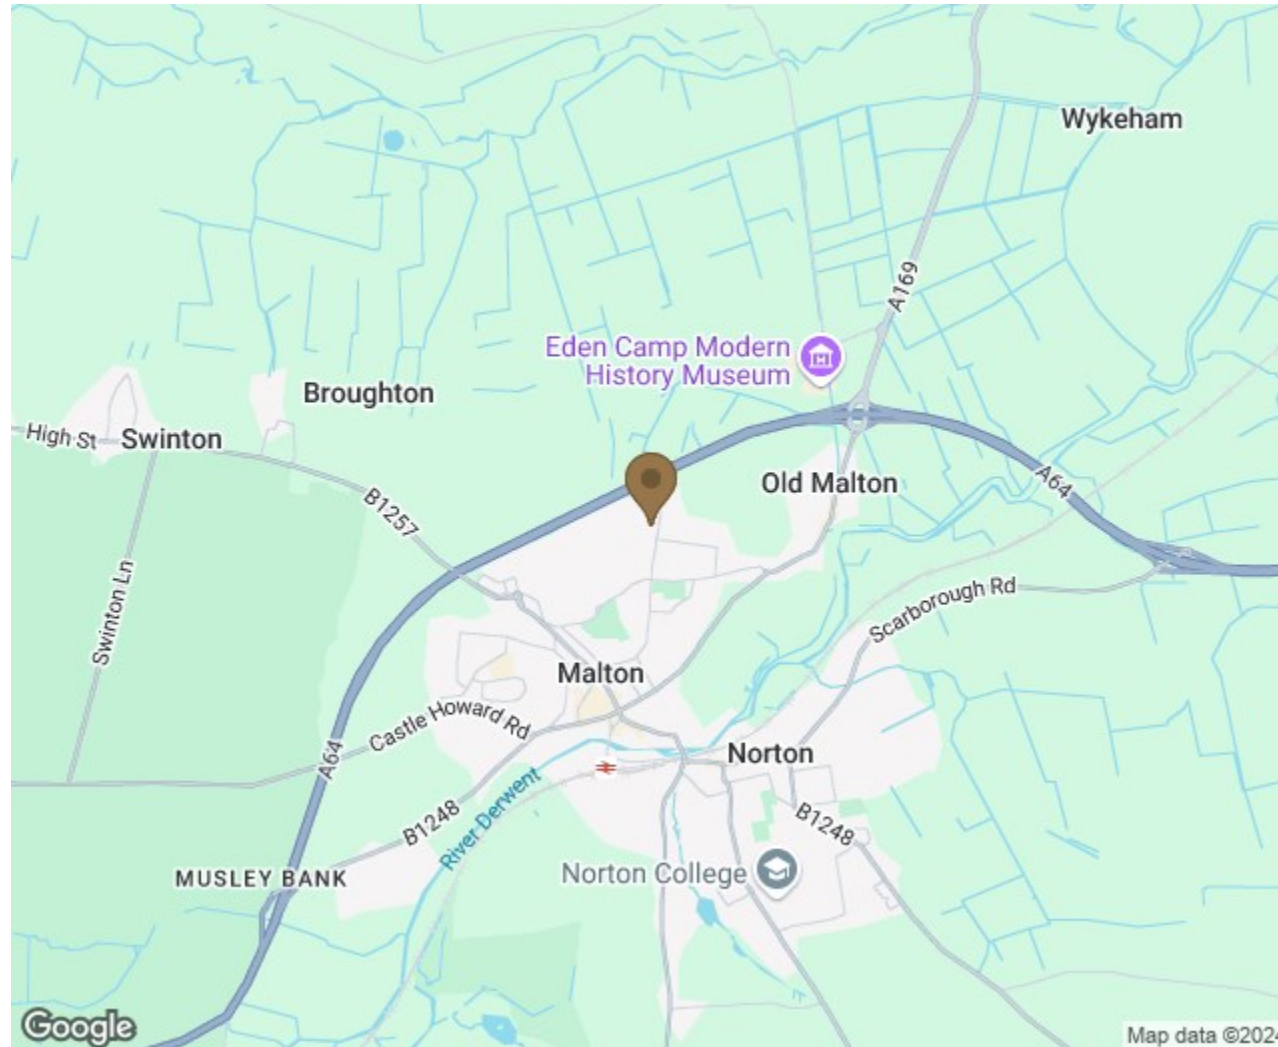 Wykeham
A169
Eden Camp Modern
History Museum
Broughton
High St
Swinton
B1257
Old Malton
A64
Swinton Ln
Scarborough Rd
Malton
Castle Howard Rd
A64
Norton
River Derwent
B1248
B1248
Norton College
MUSLEY BANK
Google
Map data ©2024